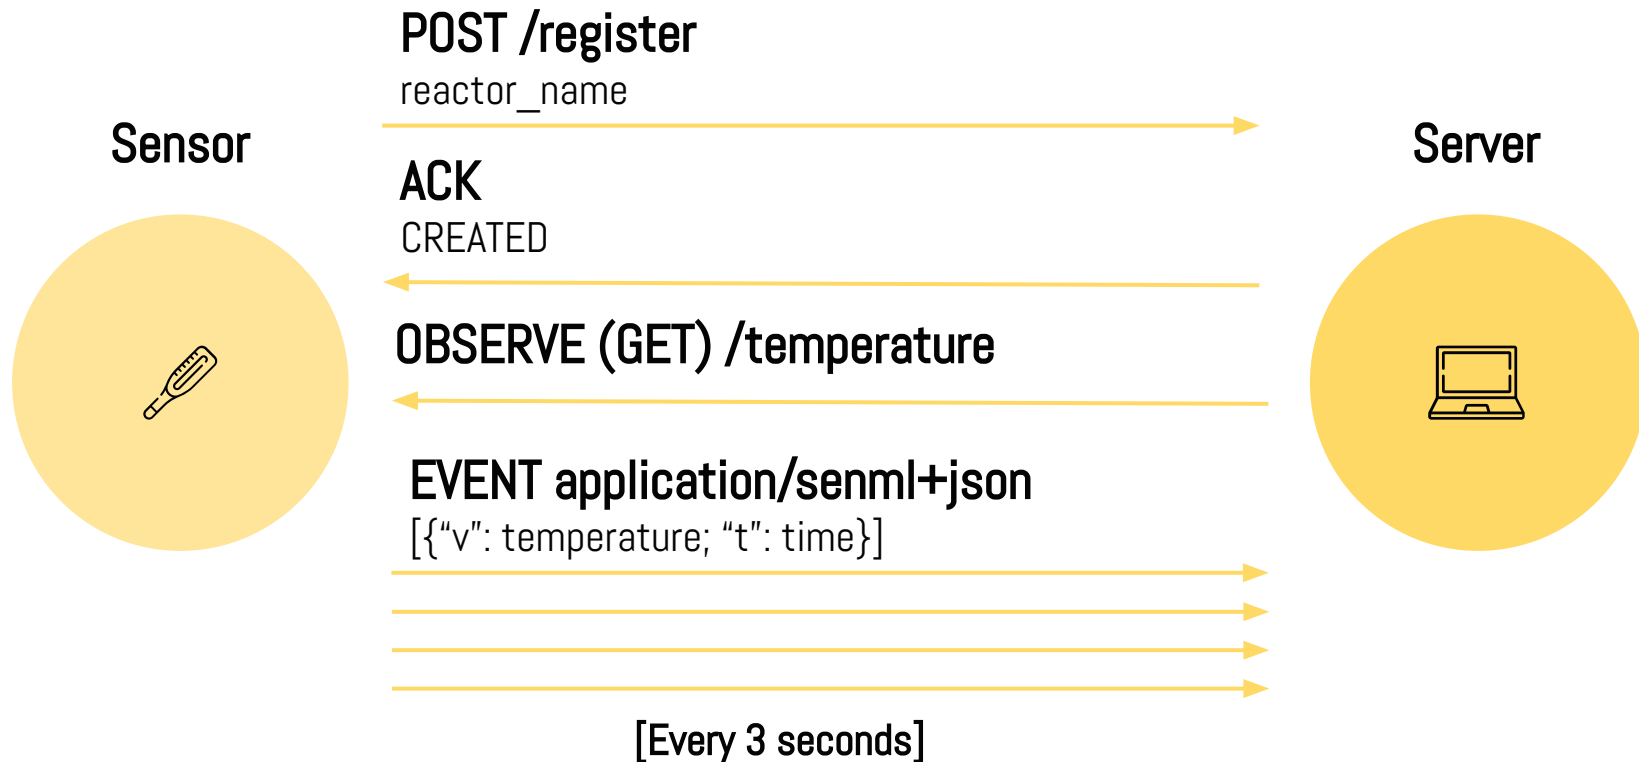 POST /register
reactor_name
Sensor
Server
ACK
CREATED
OBSERVE (GET) /temperature
EVENT application/senml+json
[{“v”: temperature; “t”: time}]
[Every 3 seconds]